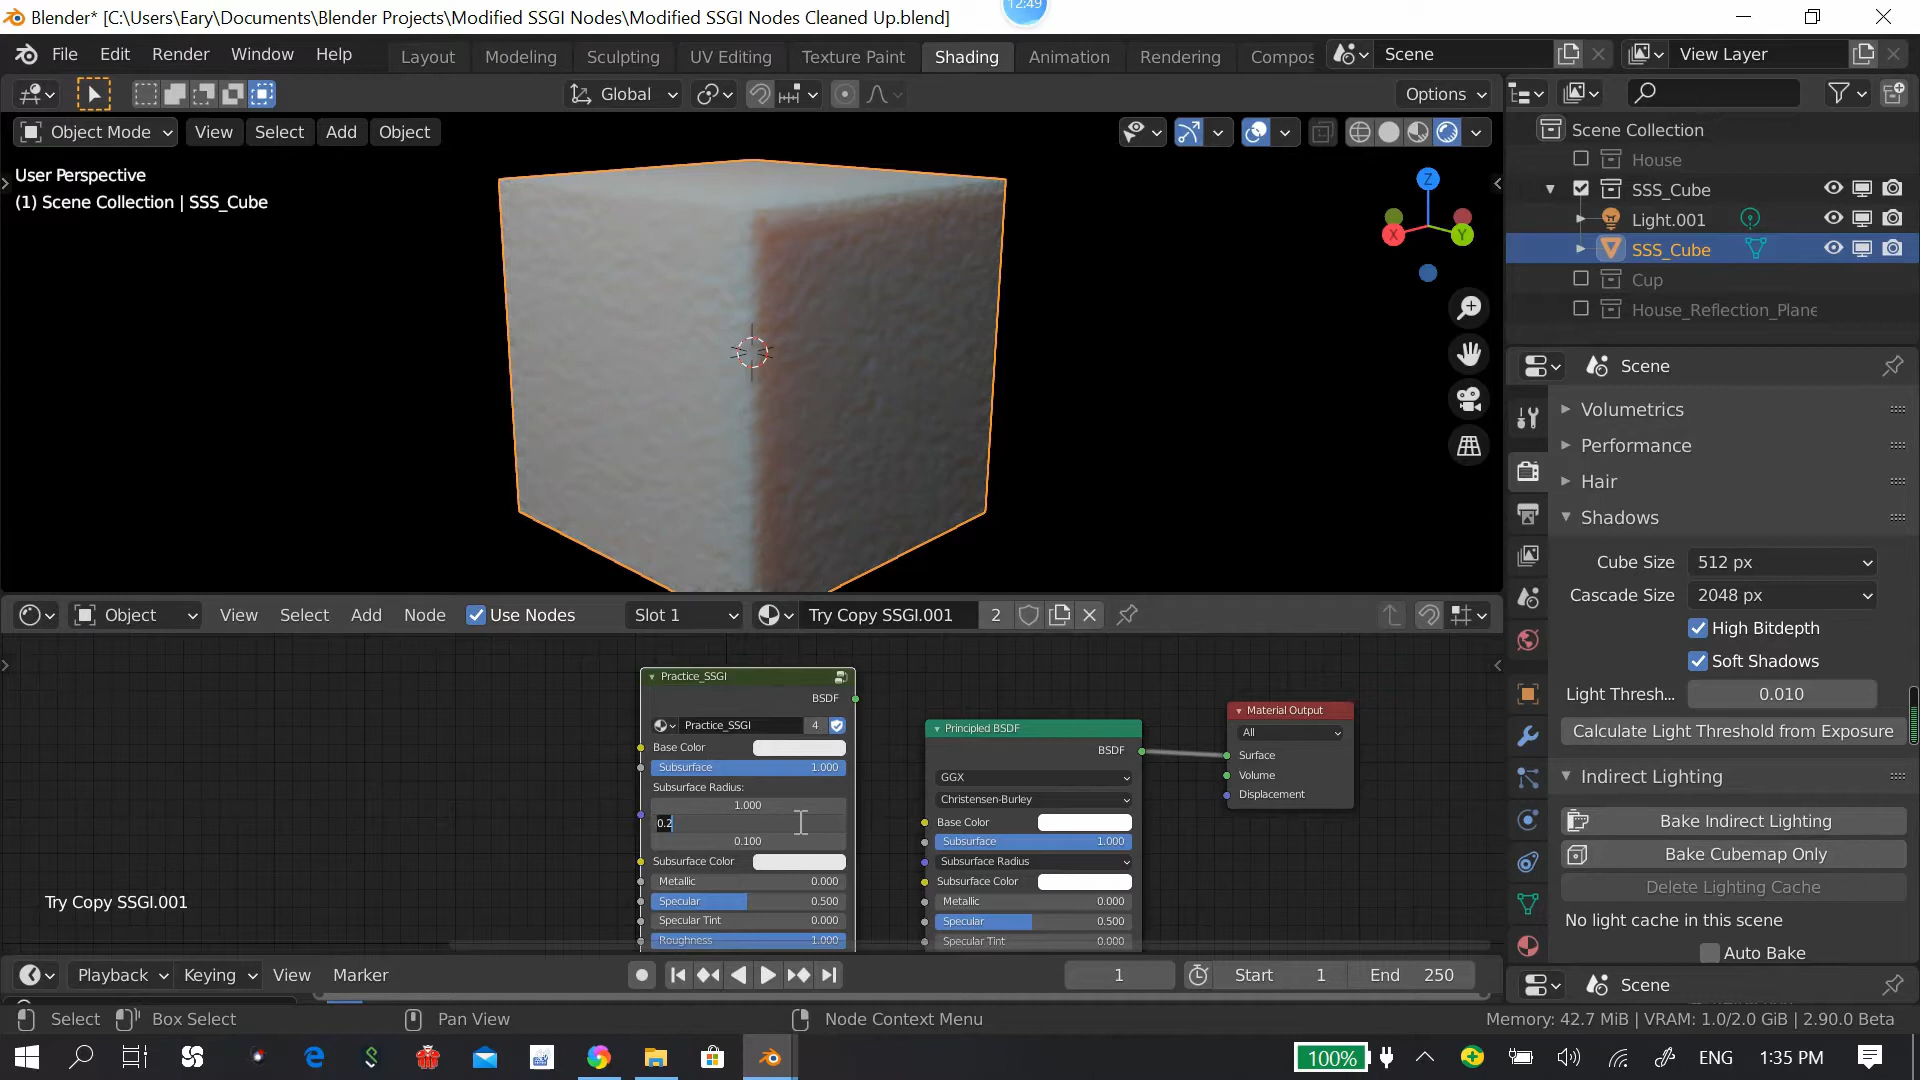 Blender* [C:\Users\Eary\Documents\Blender Projects\Modified SSGI Nodes\Modified SSGI Nodes Cleaned Up.blend]
12:49
File Edit Render Window Help
Layout Modeling Sculpting UV Editing Texture Paint Shading Animation Rendering Compos
Scene
View Layer
Global
Options
Object Mode View Select Add Object
User Perspective
(1) Scene Collection | SSS_Cube
Z
X
Y
Scene Collection
House
SSS_Cube
Light.001
SSS_Cube
Cup
House_Reflection_Plane
Scene
Volumetrics
Performance
Hair
Shadows
Cube Size 512 px
Cascade Size 2048 px
High Bitdepth
Soft Shadows
Light Thresh... 0.010
Calculate Light Threshold from Exposure
Indirect Lighting
Bake Indirect Lighting
Bake Cubemap Only
Delete Lighting Cache
No light cache in this scene
Auto Bake
Scene
Object View Select Add Node Use Nodes Slot 1 Try Copy SSGI.001 2
Practice_SSGI
BSDF
Practice_SSGI 4
Base Color
Subsurface 1.000
Subsurface Radius:
1.000
0.2
0.100
Subsurface Color
Metallic 0.000
Specular 0.500
Specular Tint 0.000
Roughness 1.000
Principled BSDF
BSDF
GGX
Christensen-Burley
Base Color
Subsurface 1.000
Subsurface Radius
Subsurface Color
Metallic 0.000
Specular 0.500
Specular Tint 0.000
Material Output
All
Surface
Volume
Displacement
Try Copy SSGI.001
Playback Keying View Marker
1
Start 1 End 250
Select Box Select Pan View Node Context Menu
Memory: 42.7 MiB | VRAM: 1.0/2.0 GiB | 2.90.0 Beta
100%
ENG 1:35 PM